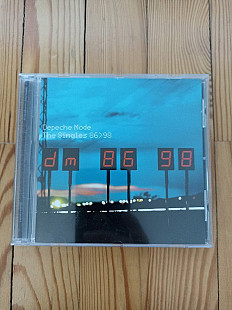 Depeche Mode
The Singles 86>98
dm 86 98